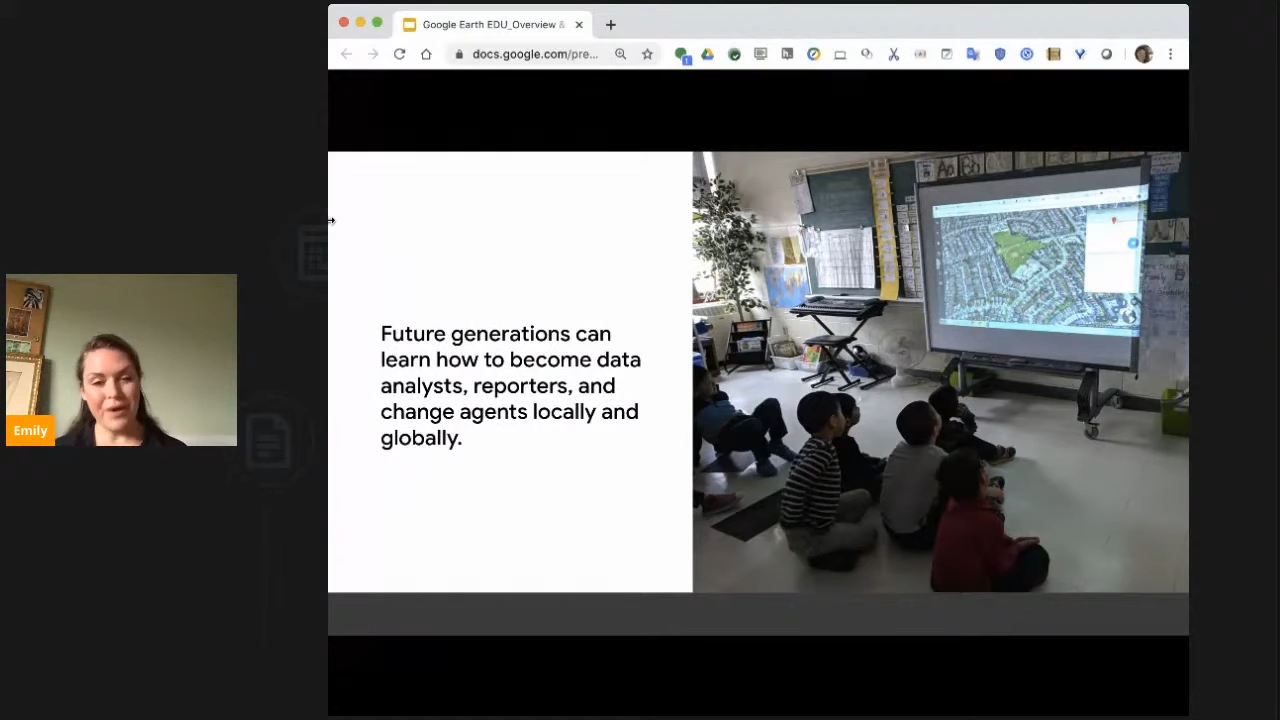 Google Earth EDU_Overview &
docs.google.com/pre...
Future generations can
learn how to become data
analysts, reporters, and
change agents locally and
globally.
Emily